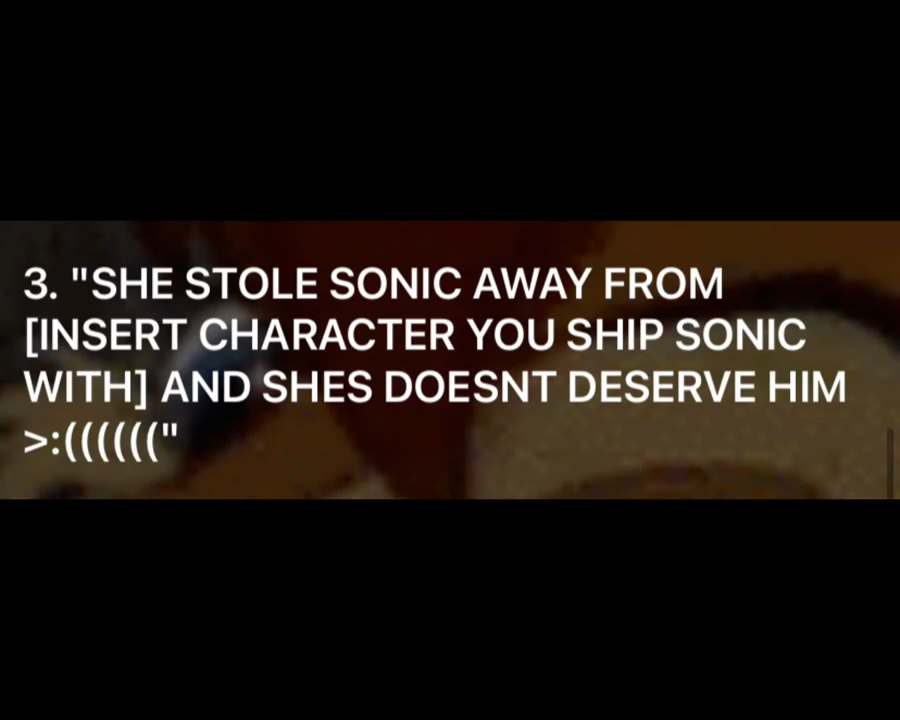 3. "SHE STOLE SONIC AWAY FROM
[INSERT CHARACTER YOU SHIP SONIC
WITH] AND SHES DOESNT DESERVE HIM
>:(((((("